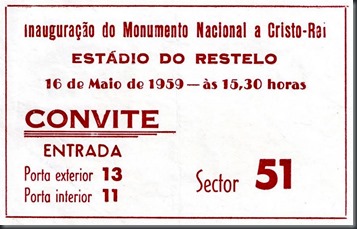 Inauguração do Monumento Nacional a Cristo-Rei
ESTÁDIO DO RESTELO
16 de Maio de 1959 — às 15,30 horas
CONVITE
ENTRADA
Porta exterior 13
Porta interior 11
Sector 51